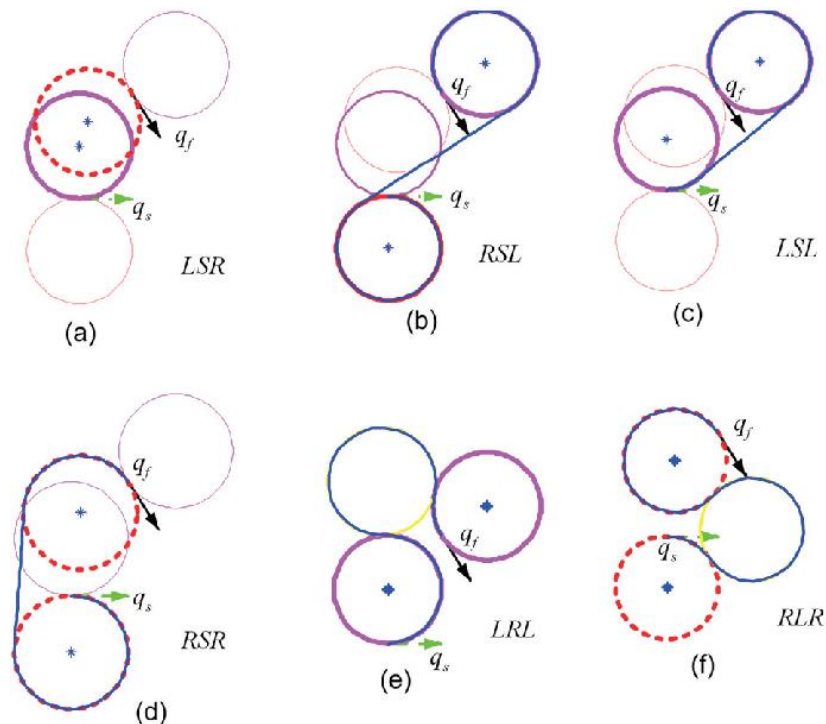 q_f
q_s
LSR
(a)
q_f
q_s
RSL
(b)
q_f
q_s
LSL
(c)
q_f
q_s
RSR
(d)
q_f
q_s
LRL
(e)
q_f
q_s
RLR
(f)